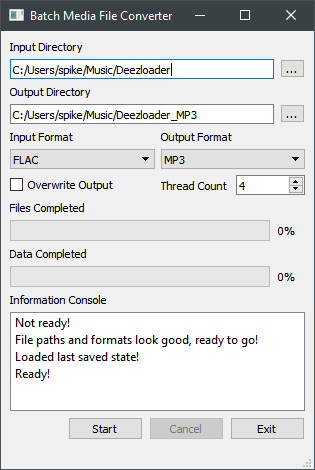 Batch Media File Converter
Input Directory
C:/Users/spike/Music/Deezloader
...
Output Directory
C:/Users/spike/Music/Deezloader_MP3
...
Input Format Output Format
FLAC MP3
Overwrite Output Thread Count 4
Files Completed
0%
Data Completed
0%
Information Console
Not ready!
File paths and formats look good, ready to go!
Loaded last saved state!
Ready!
Start Cancel Exit